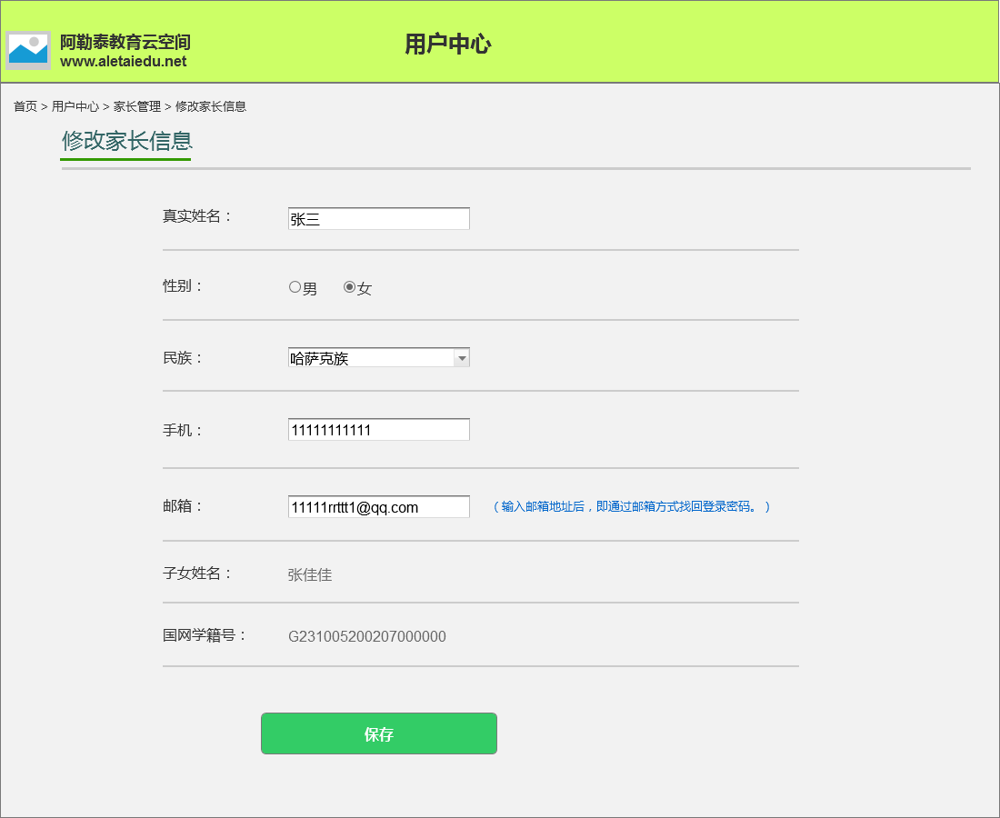 阿勒泰教育云空间
www.aletaiedu.net
用户中心
首页 > 用户中心 > 家长管理 > 修改家长信息
修改家长信息
真实姓名： 张三
性别： 男 女
民族： 哈萨克族
手机： 11111111111
邮箱： 11111rrttt1@qq.com （输入邮箱地址后，即通过邮箱方式找回登录密码。）
子女姓名： 张佳佳
国网学籍号： G231005200207000000
保存